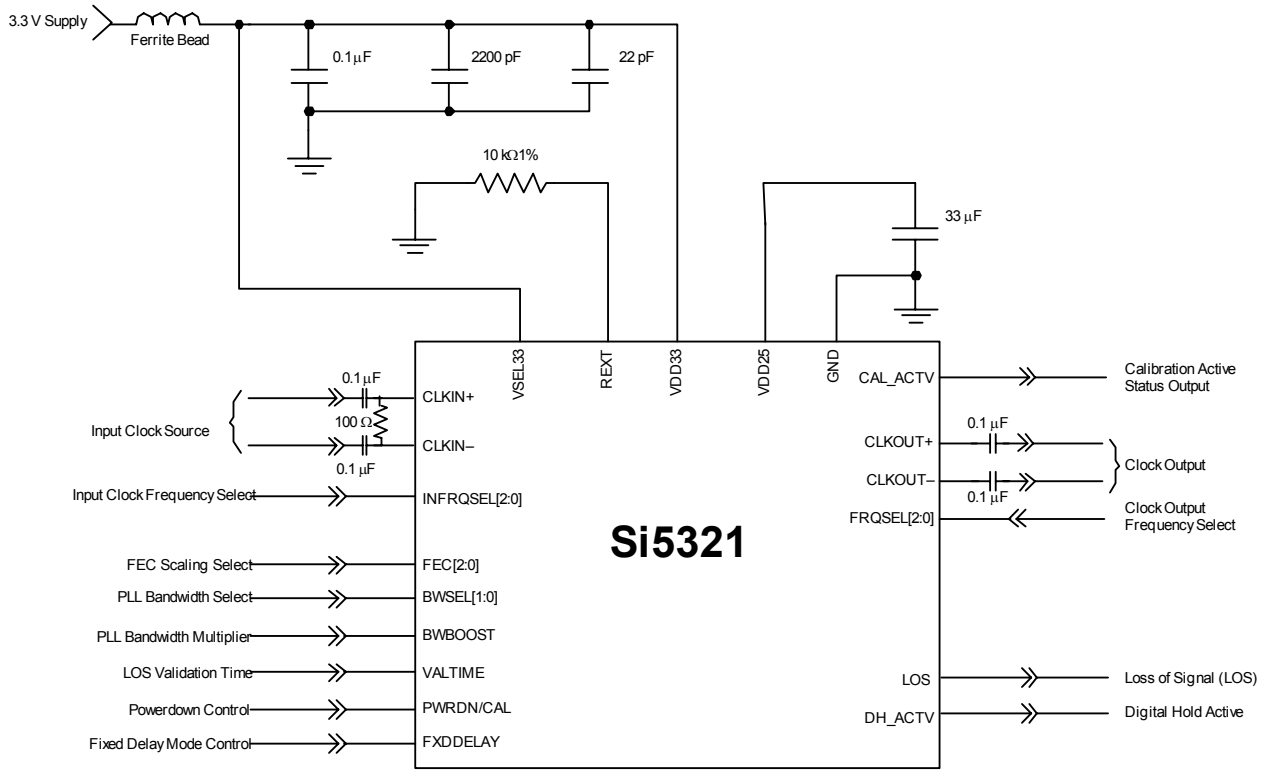 3.3 V Supply
Ferrite Bead
0.1 μF
2200 pF
22 pF
10 kΩ 1%
33 μF
VSEL33
REXT
VDD33
VDD25
GND
0.1 μF
100 Ω
0.1 μF
Input Clock Source
CLKIN+
CLKIN–
Input Clock Frequency Select
INFRQSEL[2:0]
FEC Scaling Select
FEC[2:0]
PLL Bandwidth Select
BWSEL[1:0]
PLL Bandwidth Multiplier
BWBOOST
LOS Validation Time
VALTIME
Powerdown Control
PWRDN/CAL
Fixed Delay Mode Control
FXDDELAY
Si5321
CAL_ACTV
Calibration Active
Status Output
CLKOUT+
0.1 μF
CLKOUT–
0.1 μF
Clock Output
FRQSEL[2:0]
Clock Output
Frequency Select
LOS
Loss of Signal (LOS)
DH_ACTV
Digital Hold Active